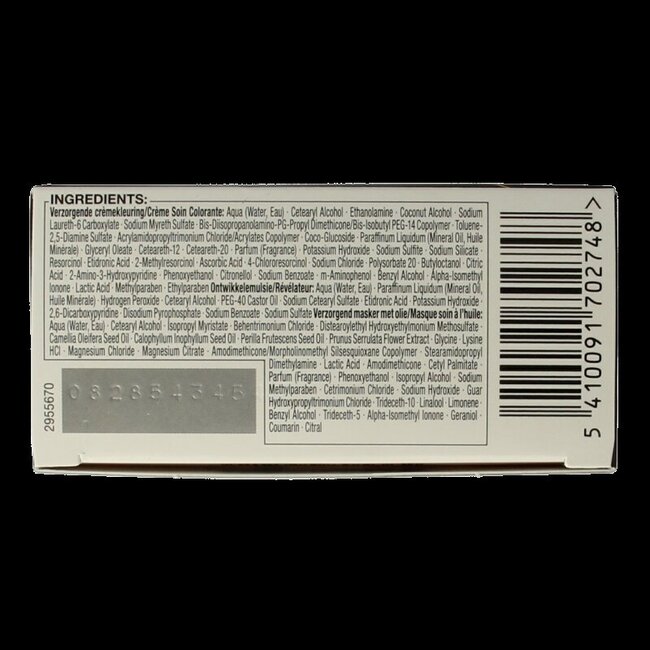 INGREDIENTS:
Verzorgende crèmekleuring/Crème Soin Colorante: Aqua (Water, Eau) · Cetearyl Alcohol · Ethanolamine · Coconut Alcohol · Sodium
Laureth-6 Carboxylate · Sodium Myreth Sulfate · Bis-Diisopropanolamino-PG-Propyl Dimethicone/Bis-Isobutyl PEG-14 Copolymer · Toluene-
2,5-Diamine Sulfate · Acrylamidopropyltrimonium Chloride/Acrylates Copolymer · Coco-Glucoside · Paraffinum Liquidum (Mineral Oil, Huile
Minérale) · Glyceryl Oleate · Ceteareth-12 · Ceteareth-20 · Parfum (Fragrance) · Potassium Hydroxide · Sodium Sulfite · Sodium Silicate ·
Resorcinol · Etidronic Acid · 2-Methylresorcinol · Ascorbic Acid · 4-Chlororesorcinol · Sodium Chloride · Polysorbate 20 · Butyloctanol · Citric
Acid · 2-Amino-3-Hydroxypyridine · Phenoxyethanol · Citronellol · Sodium Benzoate · m-Aminophenol · Benzyl Alcohol · Alpha-Isomethyl
Ionone · Lactic Acid · Methylparaben · Ethylparaben Ontwikkelemulsie/Révélateur: Aqua (Water, Eau) · Paraffinum Liquidum (Mineral Oil,
Huile Minérale) · Hydrogen Peroxide · Cetearyl Alcohol · PEG-40 Castor Oil · Sodium Cetearyl Sulfate · Etidronic Acid · Potassium Hydroxide ·
2,6-Dicarboxypyridine · Disodium Pyrophosphate · Sodium Benzoate · Sodium Sulfate Verzorgend masker met olie/Masque soin à l'huile:
Aqua (Water, Eau) · Cetearyl Alcohol · Isopropyl Myristate · Behentrimonium Chloride · Distearoylethyl Hydroxyethylmonium Methosulfate ·
Camellia Oleifera Seed Oil · Calophyllum Inophyllum Seed Oil · Perilla Frutescens Seed Oil · Prunus Serrulata Flower Extract · Glycine · Lysine
HCl · Magnesium Chloride · Magnesium Citrate · Amodimethicone/Morpholinomethyl Silsesquioxane Copolymer · Stearamidopropyl
Dimethylamine · Lactic Acid · Amodimethicone · Cetyl Palmitate ·
Parfum (Fragrance) · Phenoxyethanol · Isopropyl Alcohol · Sodium
Methylparaben · Cetrimonium Chloride · Sodium Hydroxide · Guar
Hydroxypropyltrimonium Chloride · Trideceth-10 · Linalool · Limonene ·
Benzyl Alcohol · Trideceth-5 · Alpha-Isomethyl Ionone · Geraniol ·
Coumarin · Citral
2955670
5 410091 702748 >